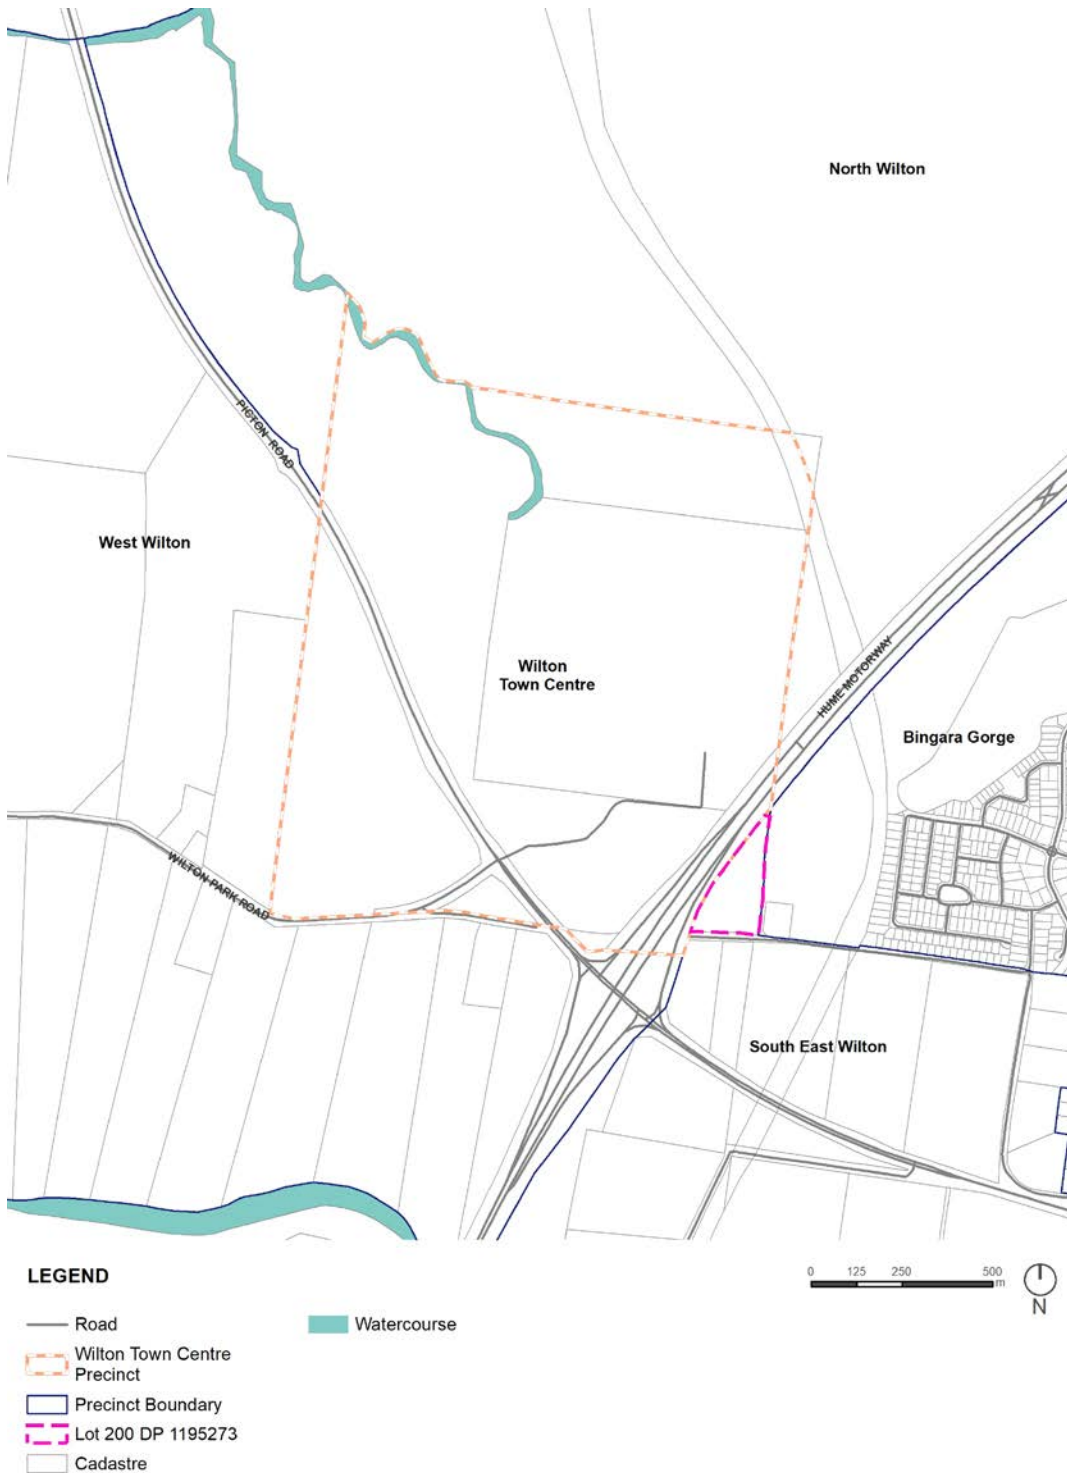 North Wilton
PICTON ROAD
West Wilton
HUME MOTORWAY
Wilton
Town Centre
Bingara Gorge
WILTON PARK ROAD
South East Wilton
LEGEND
0 125 250 500
m
N
Road
Watercourse
Wilton Town Centre
Precinct
Precinct Boundary
Lot 200 DP 1195273
Cadastre